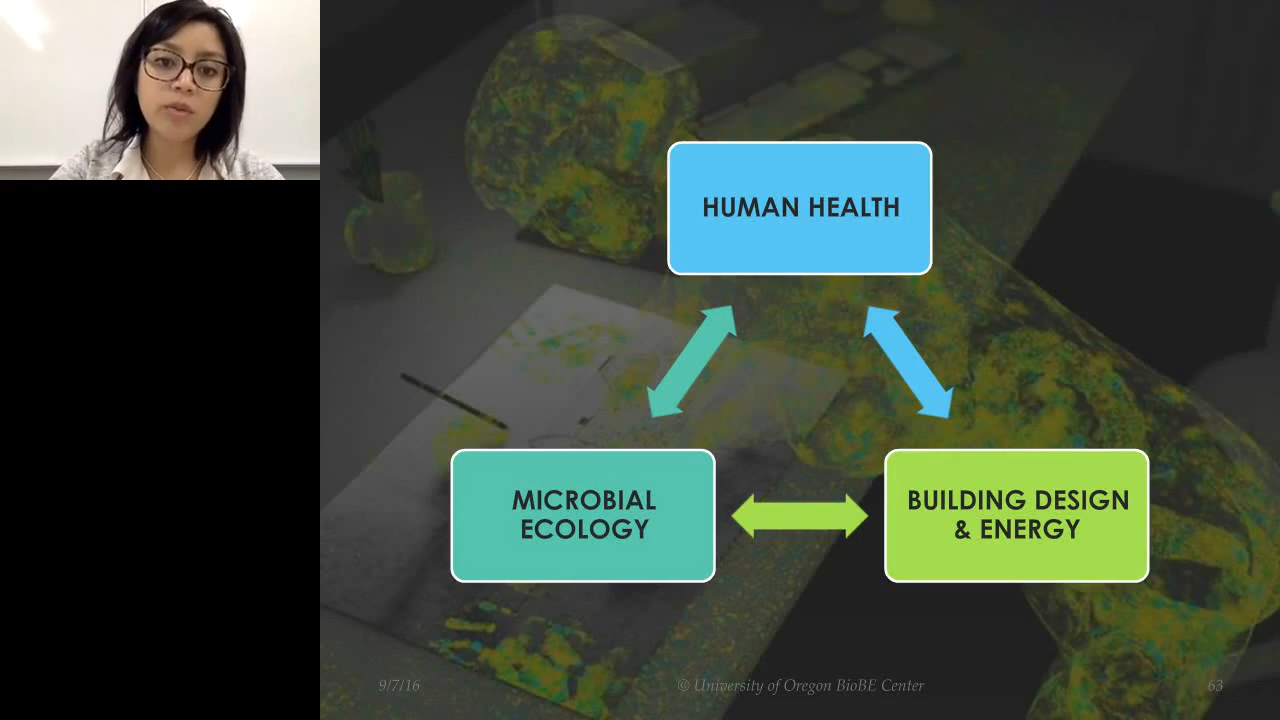 HUMAN HEALTH
MICROBIAL
ECOLOGY
BUILDING DESIGN
& ENERGY
9/7/16
© University of Oregon BioBE Center
63